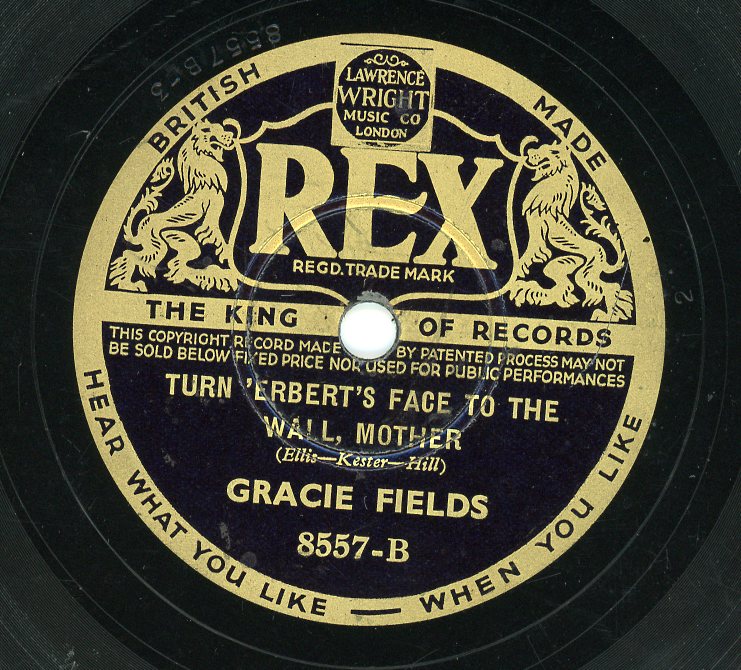 8557 B
BRITISH MADE
LAWRENCE
WRIGHT
MUSIC CO
LONDON
REX
REGD. TRADE MARK
THE KING OF RECORDS
THIS COPYRIGHT RECORD MADE BY PATENTED PROCESS MAY NOT
BE SOLD BELOW FIXED PRICE NOR USED FOR PUBLIC PERFORMANCES
TURN 'ERBERT'S FACE TO THE
WALL, MOTHER
(Ellis—Kester—Hill)
GRACIE FIELDS
8557-B
HEAR WHAT YOU LIKE — WHEN YOU LIKE
2